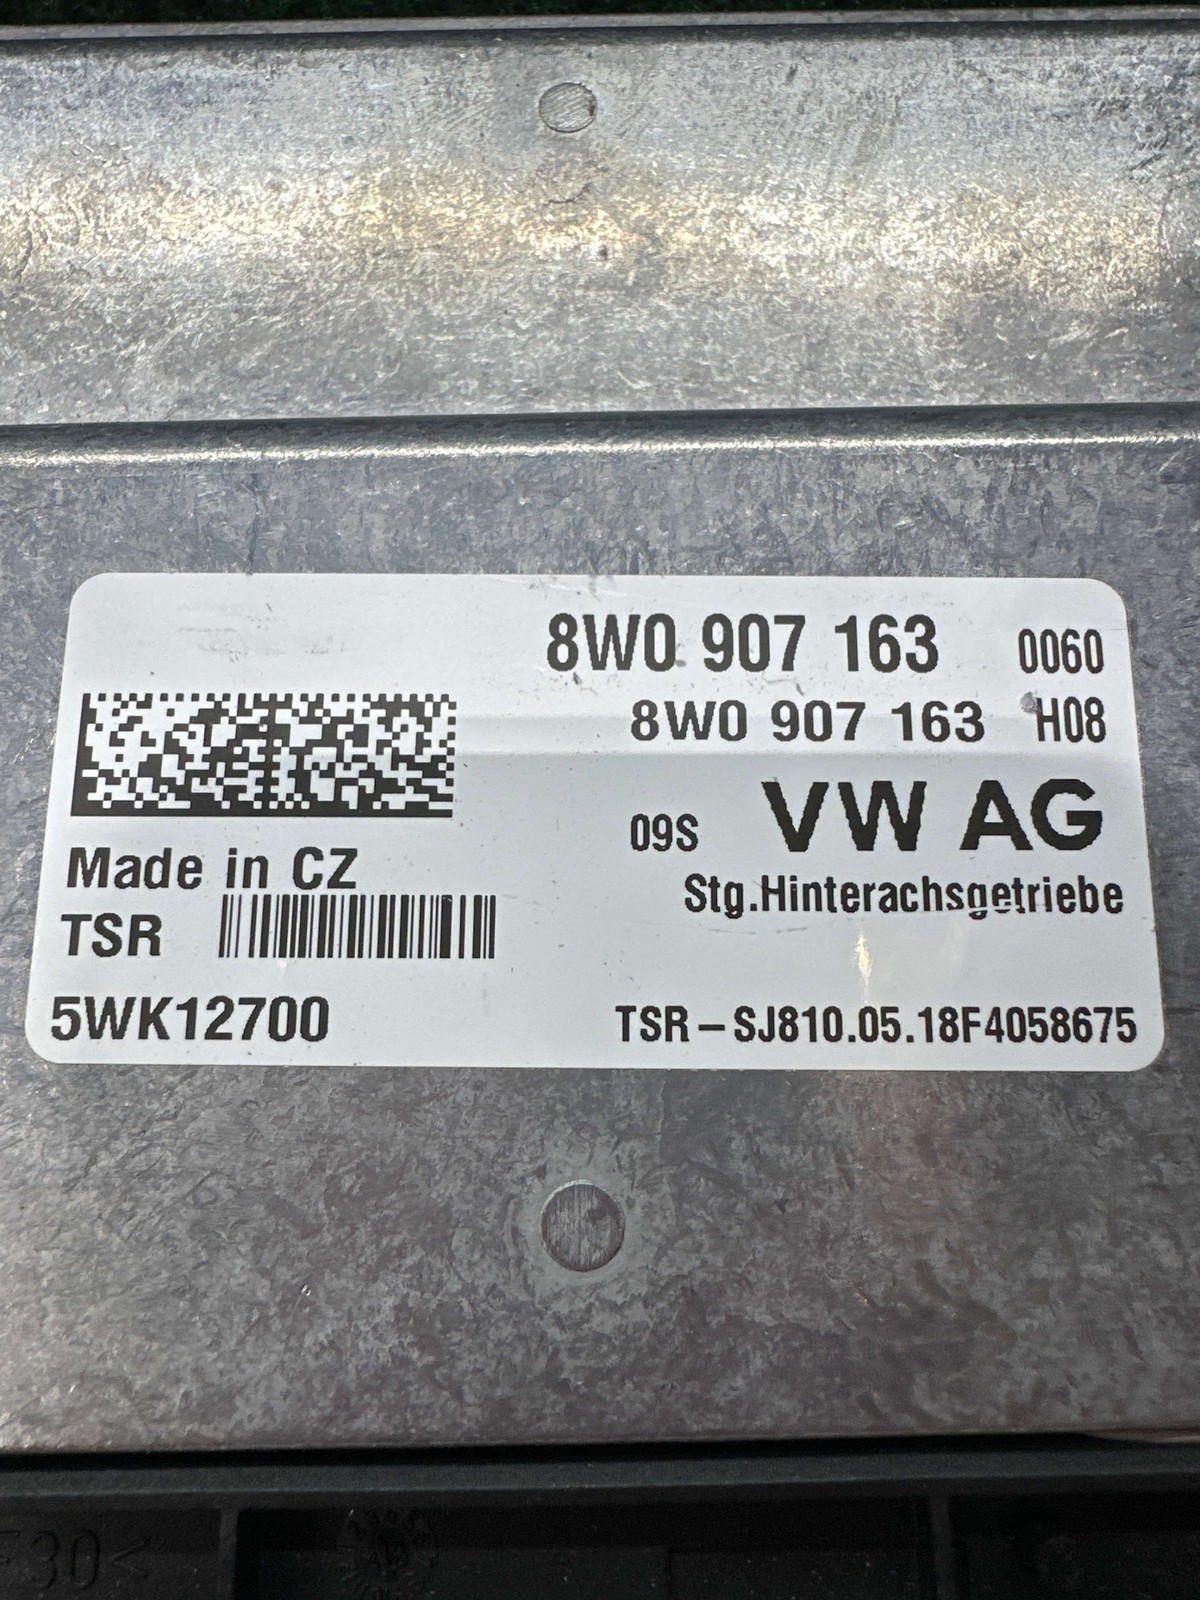 8W0 907 163 0060
8W0 907 163 H08
09S VW AG
Stg.Hinterachsgetriebe
Made in CZ
TSR
5WK12700
TSR-SJ810.05.18F4058675
30<